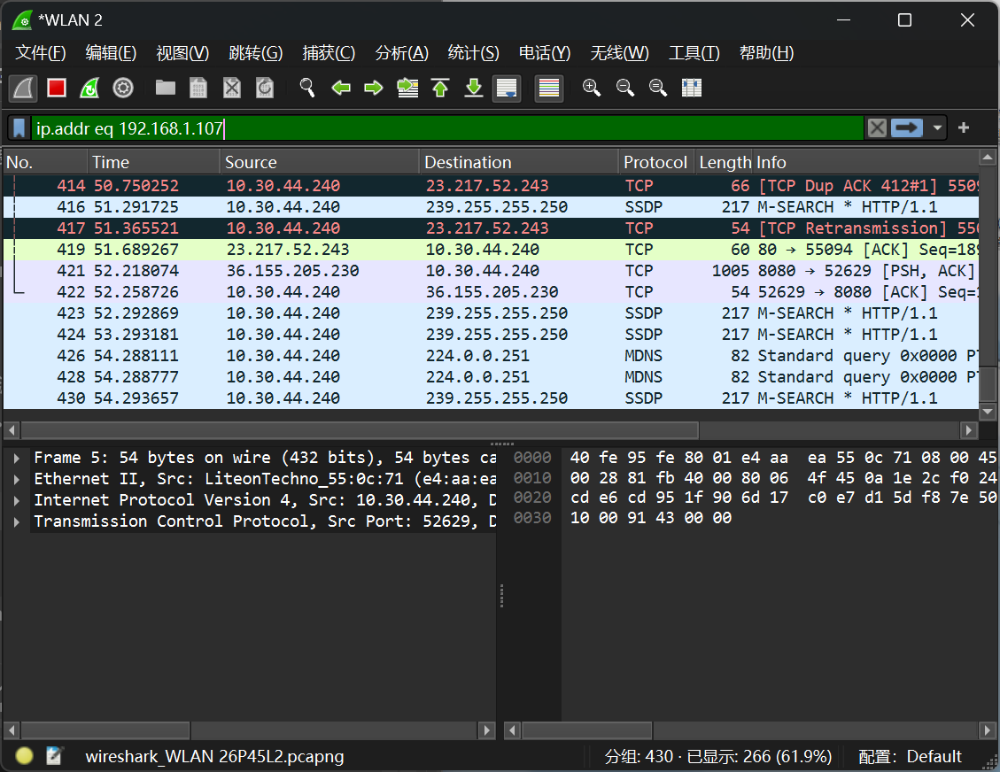 *WLAN 2
文件(F) 编辑(E) 视图(V) 跳转(G) 捕获(C) 分析(A) 统计(S) 电话(Y) 无线(W) 工具(T) 帮助(H)
ip.addr eq 192.168.1.107
No. Time Source Destination Protocol Length Info
414 50.750252 10.30.44.240 23.217.52.243 TCP 66 [TCP Dup ACK 412#1] 5509
416 51.291725 10.30.44.240 239.255.255.250 SSDP 217 M-SEARCH * HTTP/1.1
417 51.365521 10.30.44.240 23.217.52.243 TCP 54 [TCP Retransmission] 550
419 51.689267 23.217.52.243 10.30.44.240 TCP 60 80 → 55094 [ACK] Seq=189
421 52.218074 36.155.205.230 10.30.44.240 TCP 1005 8080 → 52629 [PSH, ACK]
422 52.258726 10.30.44.240 36.155.205.230 TCP 54 52629 → 8080 [ACK] Seq=
423 52.292869 10.30.44.240 239.255.255.250 SSDP 217 M-SEARCH * HTTP/1.1
424 53.293181 10.30.44.240 239.255.255.250 SSDP 217 M-SEARCH * HTTP/1.1
426 54.288111 10.30.44.240 224.0.0.251 MDNS 82 Standard query 0x0000 PT
428 54.288777 10.30.44.240 224.0.0.251 MDNS 82 Standard query 0x0000 PT
430 54.293657 10.30.44.240 239.255.255.250 SSDP 217 M-SEARCH * HTTP/1.1
Frame 5: 54 bytes on wire (432 bits), 54 bytes ca
Ethernet II, Src: LiteonTechno_55:0c:71 (e4:aa:ea
Internet Protocol Version 4, Src: 10.30.44.240, D
Transmission Control Protocol, Src Port: 52629, D
0000 40 fe 95 fe 80 01 e4 aa ea 55 0c 71 08 00 45
0010 00 28 81 fb 40 00 80 06 4f 45 0a 1e 2c f0 24
0020 cd e6 cd 95 1f 90 6d 17 c0 e7 d1 5d f8 7e 50
0030 10 00 91 43 00 00
wireshark_WLAN 26P45L2.pcapng 分组: 430 · 已显示: 266 (61.9%) 配置: Default